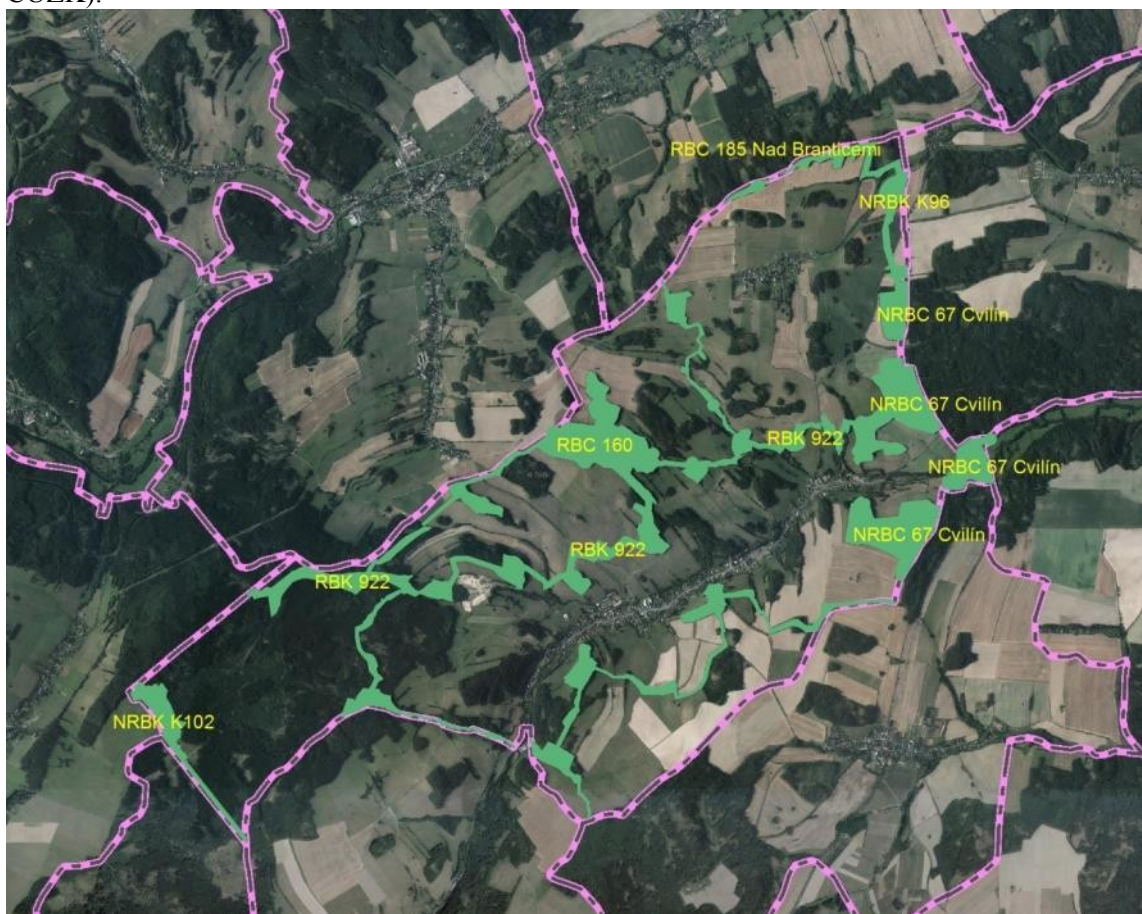 ČÚZK).
RBC 185 Nad Branticemi
NRBK K96
NRBC 67 Cvilín
NRBC 67 Cvilín
RBK 922
RBC 160
NRBC 67 Cvilín
NRBC 67 Cvilín
RBK 922
RBK 922
NRBK K102